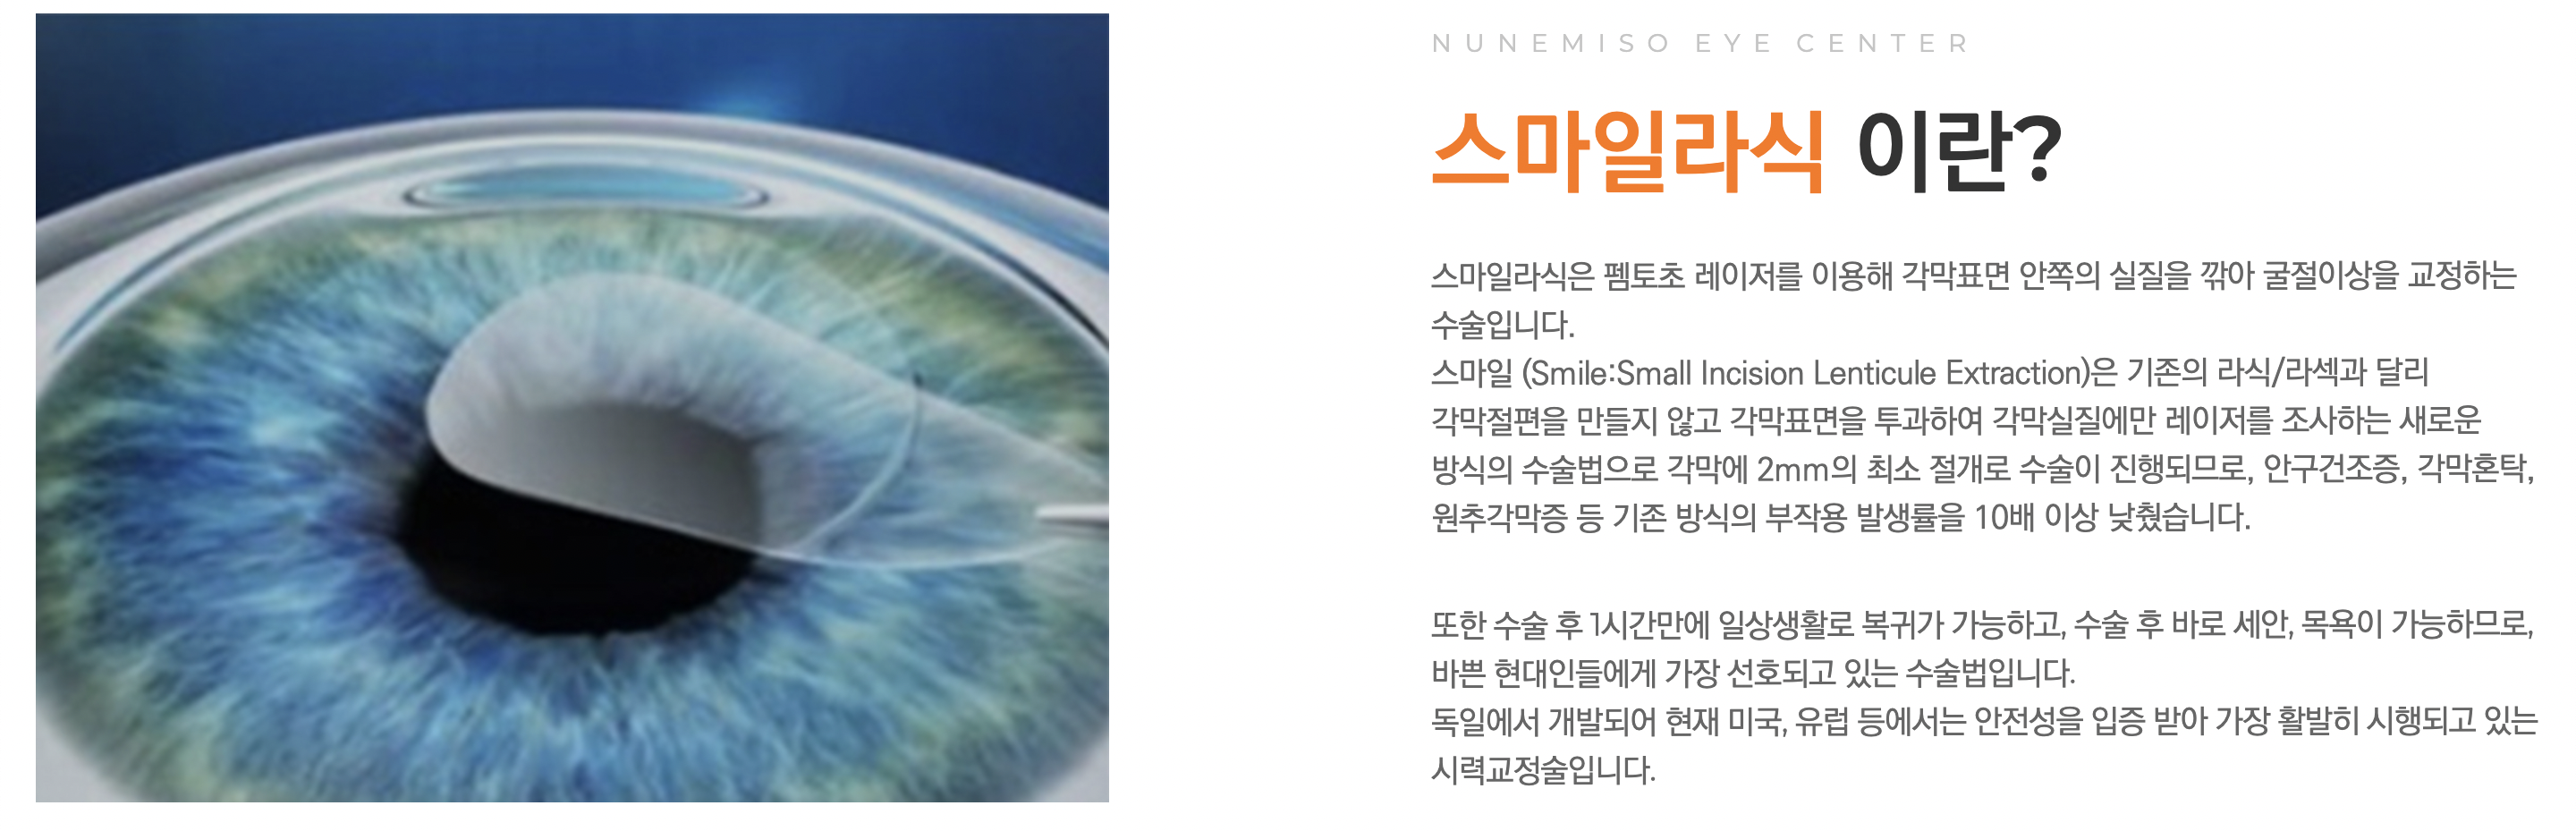 NUNEMISO EYE CENTER
스마일라식 이란?
스마일라식은 펨토초 레이저를 이용해 각막표면 안쪽의 실질을 깎아 굴절이상을 교정하는
수술입니다.
스마일 (Smile:Small Incision Lenticule Extraction)은 기존의 라식/라섹과 달리
각막절편을 만들지 않고 각막표면을 투과하여 각막실질에만 레이저를 조사하는 새로운
방식의 수술법으로 각막에 2mm의 최소 절개로 수술이 진행되므로, 안구건조증, 각막혼탁,
원추각막증 등 기존 방식의 부작용 발생률을 10배 이상 낮췄습니다.
또한 수술 후 1시간만에 일상생활로 복귀가 가능하고, 수술 후 바로 세안, 목욕이 가능하므로,
바쁜 현대인들에게 가장 선호되고 있는 수술법입니다.
독일에서 개발되어 현재 미국, 유럽 등에서는 안전성을 입증 받아 가장 활발히 시행되고 있는
시력교정술입니다.